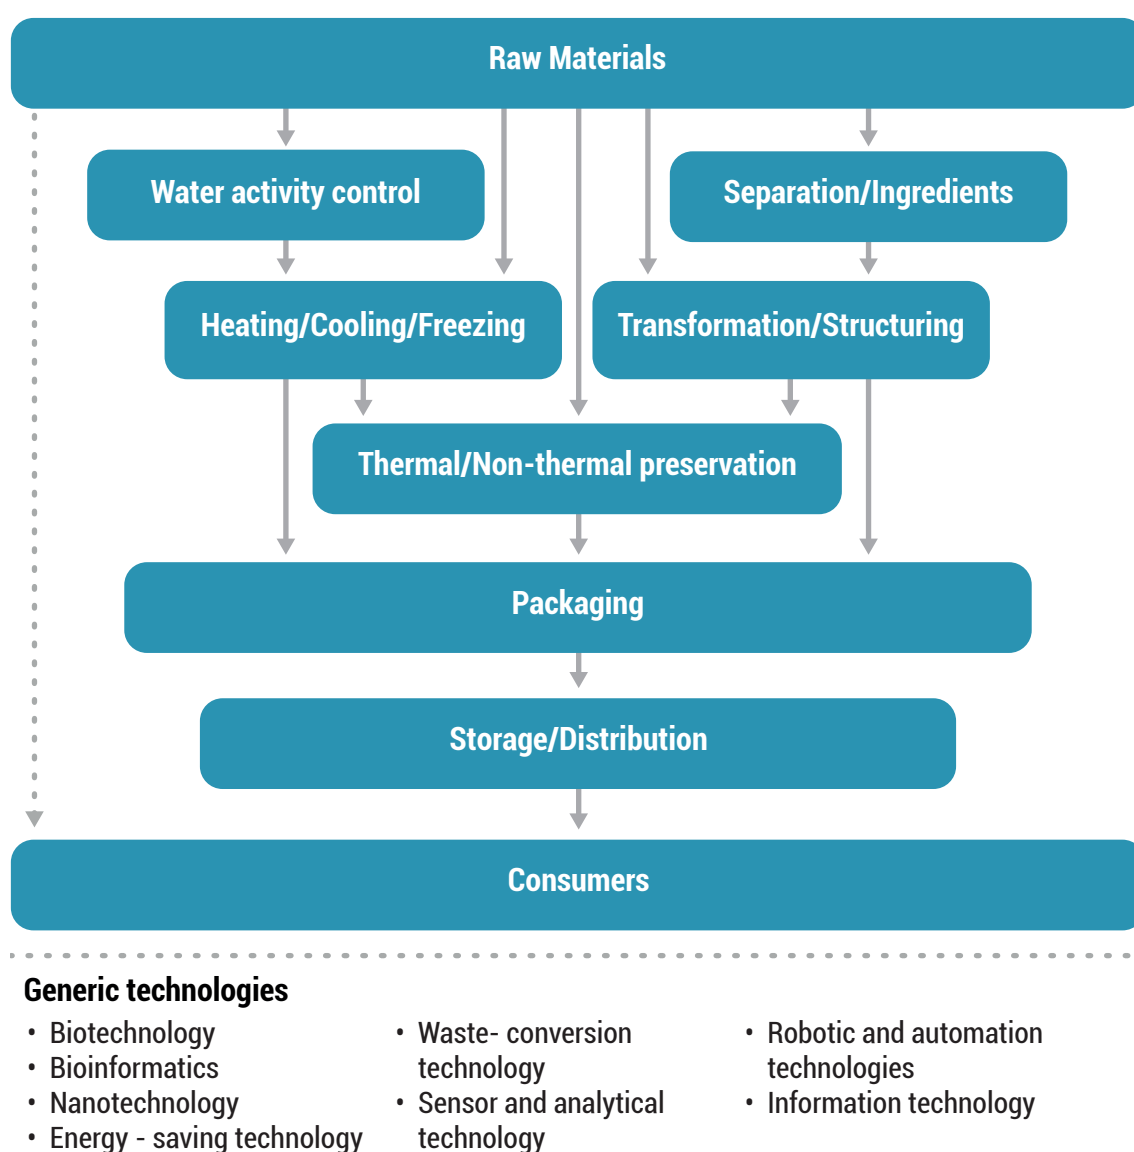 Raw Materials
Water activity control
Separation/Ingredients
Heating/Cooling/Freezing
Transformation/Structuring
Thermal/Non-thermal preservation
Packaging
Storage/Distribution
Consumers
Generic technologies
• Biotechnology
• Bioinformatics
• Nanotechnology
• Energy - saving technology
• Waste- conversion
technology
• Sensor and analytical
technology
• Robotic and automation
technologies
• Information technology